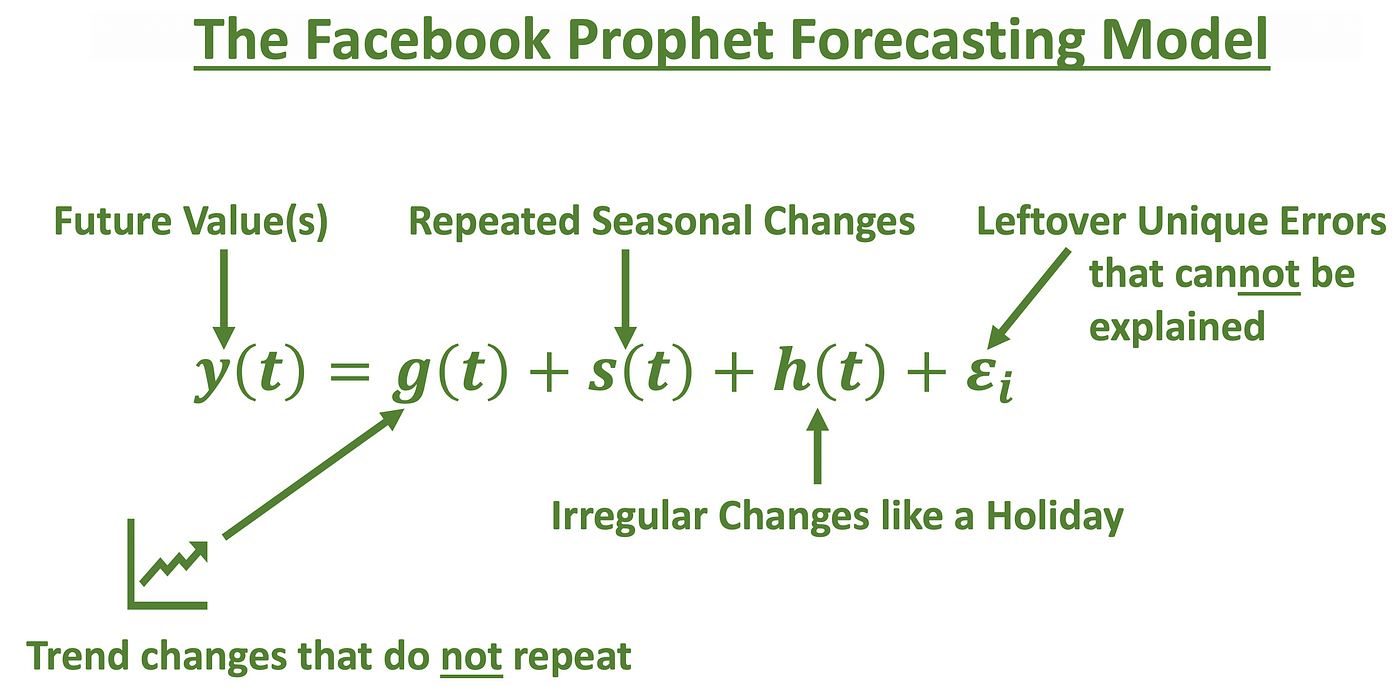 The Facebook Prophet Forecasting Model
Future Value(s)
Repeated Seasonal Changes
Leftover Unique Errors
that cannot be
explained
y(t) = g(t) + s(t) + h(t) + εᵢ
Irregular Changes like a Holiday
Trend changes that do not repeat